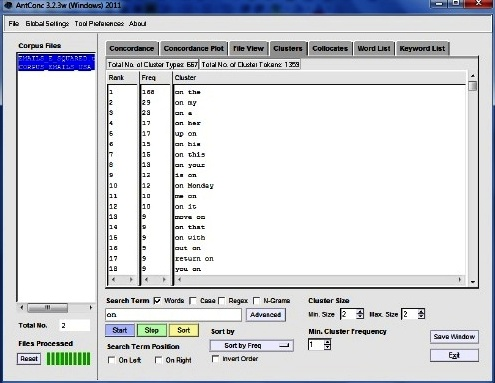 AntConc 3.2.3w (Windows) 2011
File Global Settings Tool Preferences About
Corpus Files
CORPUS_EMAILS_USA
Total No. 2
Files Processed
Reset
Concordance Concordance Plot File View Clusters Collocates Word List Keyword List
Total No. of Cluster Types: 667 Total No. of Cluster Tokens: 1359
Rank Freq Cluster
1 168 on the
2 29 on my
3 23 on a
4 17 on her
5 17 up on
6 15 on his
7 15 on this
8 13 on your
9 12 is on
10 12 on Monday
11 10 me on
12 10 on it
13 9 move on
14 9 on that
15 9 on with
16 9 out on
17 9 return on
18 9 you on
Search Term Words Case Regex N-Grams
on
Advanced
Start Stop Sort
Search Term Position
On Left On Right
Sort by
Sort by Freq
Invert Order
Cluster Size
Min. Size 2 Max. Size 2
Min. Cluster Frequency
1
Save Window
Exit